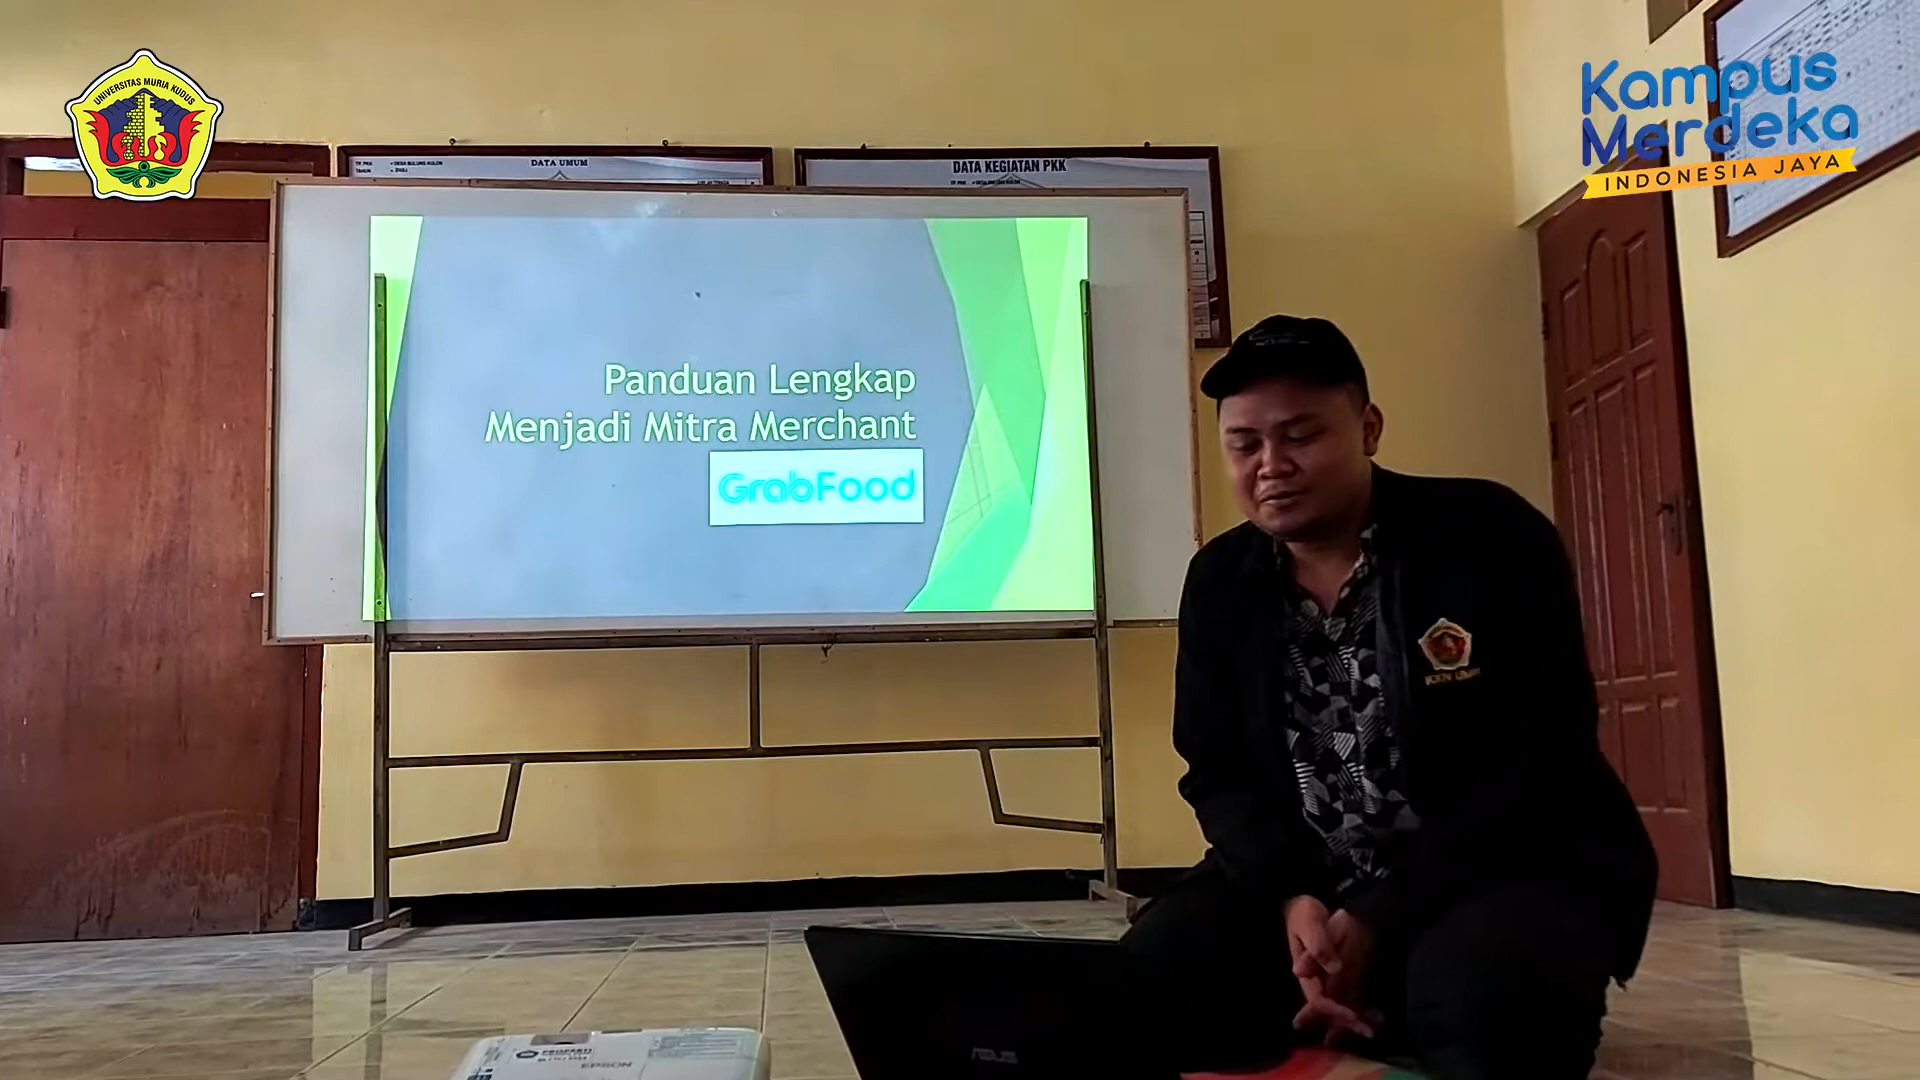 UNIVERSITAS MURIA KUDUS
Kampus
Merdeka
INDONESIA JAYA
DATA UMUM
DATA KEGIATAN PKK
Panduan Lengkap
Menjadi Mitra Merchant
GrabFood
KKN UMK
PROPERTI
EPSON
ASUS